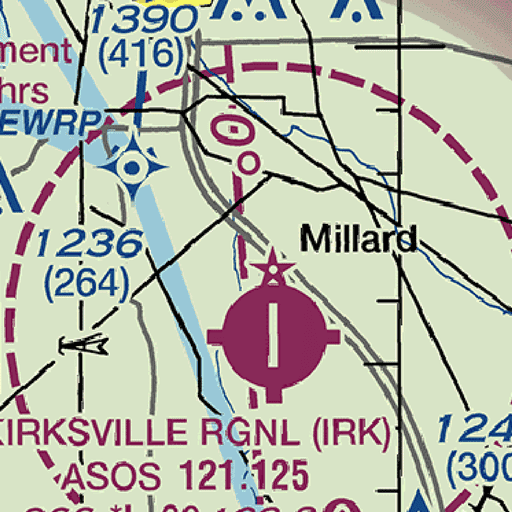 1390
(416)
ment
hrs
EWRP
1236
(264)
Millard
KIRKSVILLE RGNL (IRK)
ASOS 121.125
124
(300